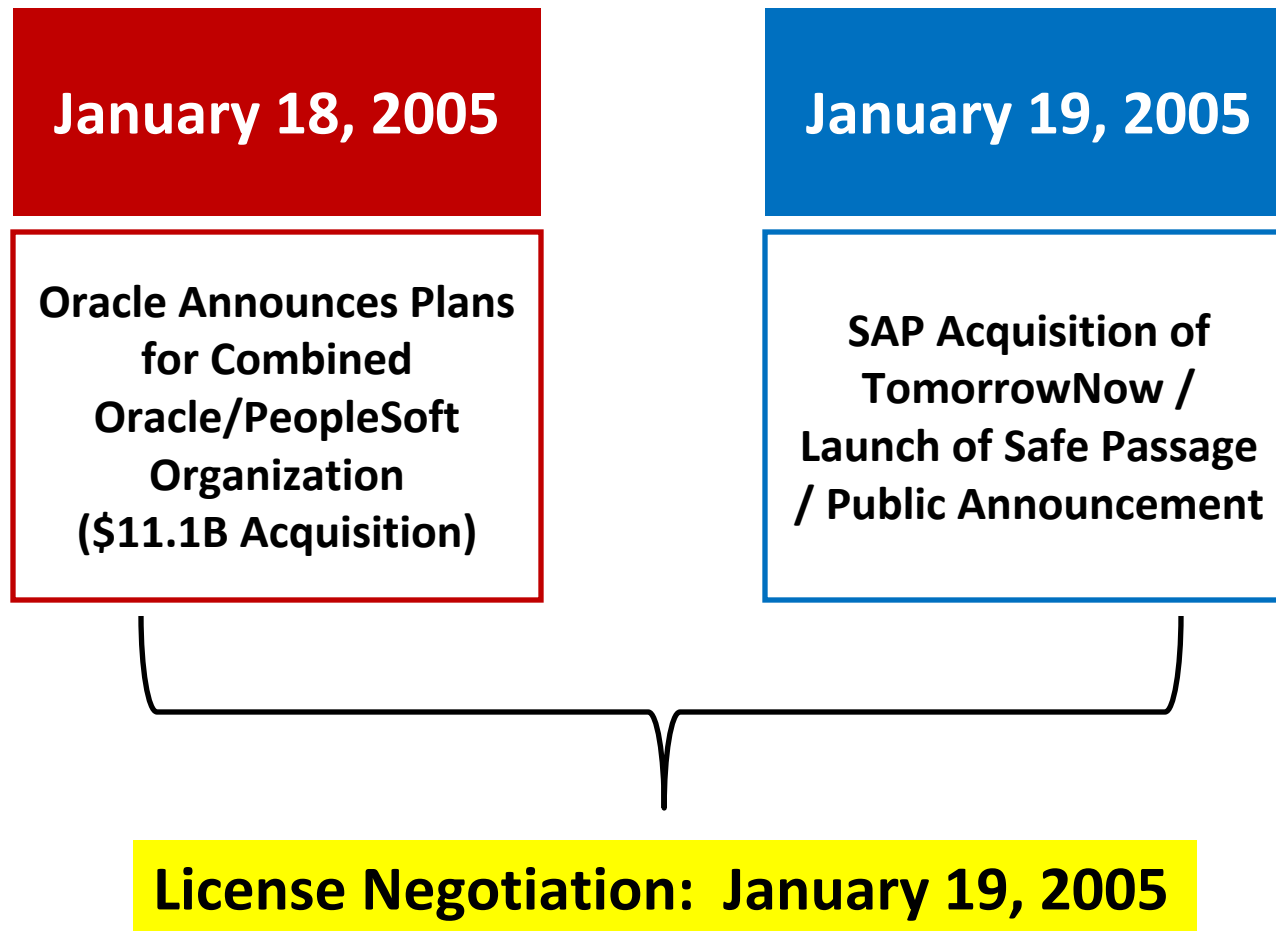 January 18, 2005
January 19, 2005
Oracle Announces Plans
for Combined
Oracle/PeopleSoft
Organization
($11.1B Acquisition)
SAP Acquisition of
TomorrowNow /
Launch of Safe Passage
/ Public Announcement
License Negotiation:  January 19, 2005